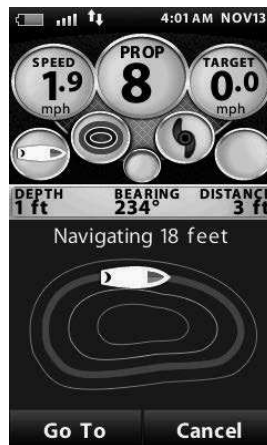 4:01 AM NOV13
SPEED PROP TARGET
1.9 8 0.0
mph mph
DEPTH BEARING DISTANC
1 ft 234° 3 ft
Navigating 18 feet
Go To Cancel